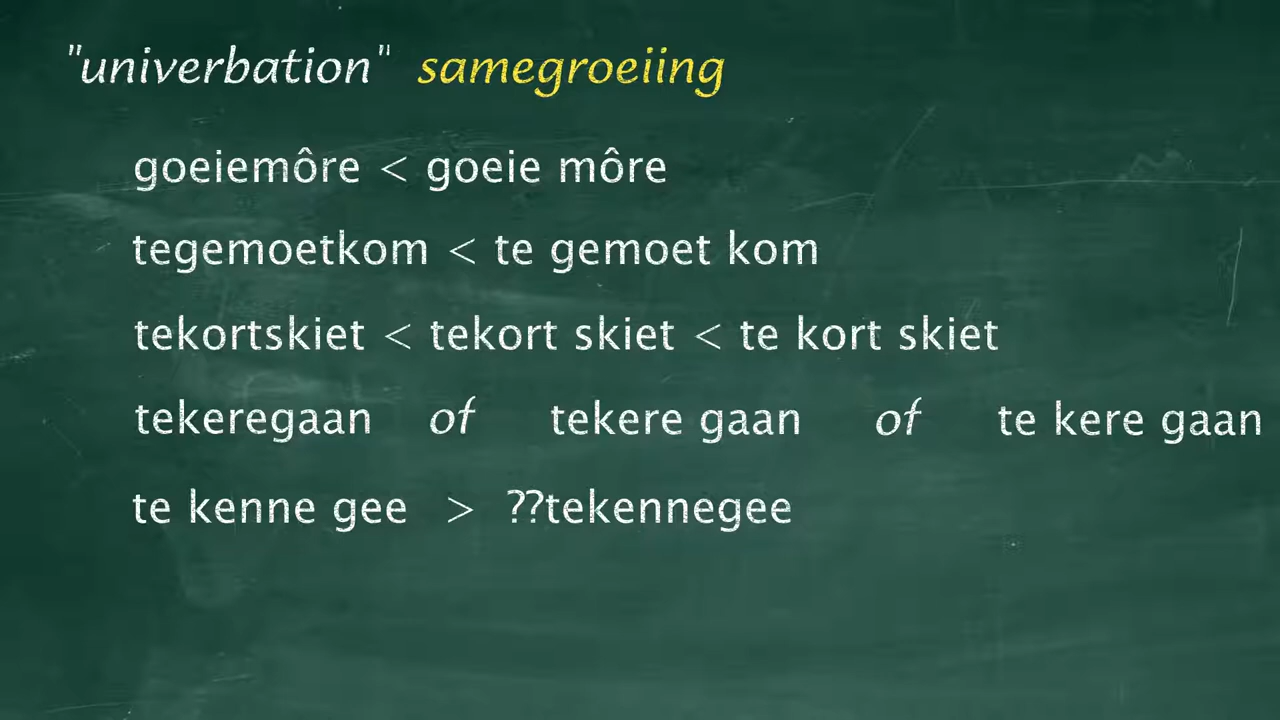 "univerbation" samegroeiing
goeiemôre < goeie môre
tegemoetkom < te gemoet kom
tekortskiet < tekort skiet < te kort skiet
tekeregaan of tekere gaan of te kere gaan
te kenne gee > ??tekennegee